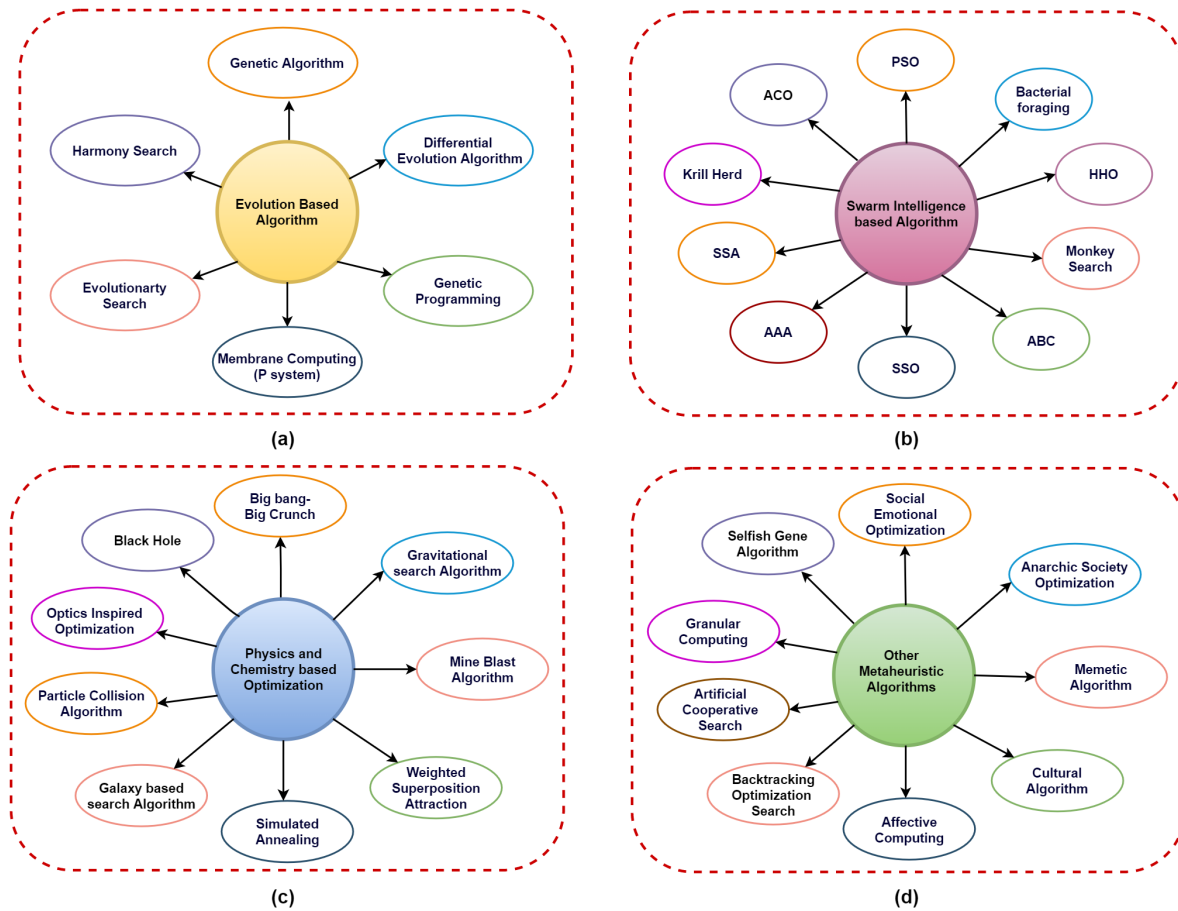 Genetic Algorithm
Harmony Search
Differential
Evolution Algorithm
Evolution Based
Algorithm
Evolutionarty
Search
Genetic
Programming
Membrane Computing
(P system)
(a)
PSO
ACO
Bacterial
foraging
Krill Herd
HHO
Swarm Intelligence
based Algorithm
SSA
Monkey
Search
AAA
ABC
SSO
(b)
Big bang-
Big Crunch
Black Hole
Gravitational
search Algorithm
Optics Inspired
Optimization
Physics and
Chemistry based
Optimization
Mine Blast
Algorithm
Particle Collision
Algorithm
Galaxy based
search Algorithm
Weighted
Superposition
Attraction
Simulated
Annealing
(c)
Social
Emotional
Optimization
Selfish Gene
Algorithm
Anarchic Society
Optimization
Granular
Computing
Other
Metaheuristic
Algorithms
Memetic
Algorithm
Artificial
Cooperative
Search
Backtracking
Optimization
Search
Cultural
Algorithm
Affective
Computing
(d)